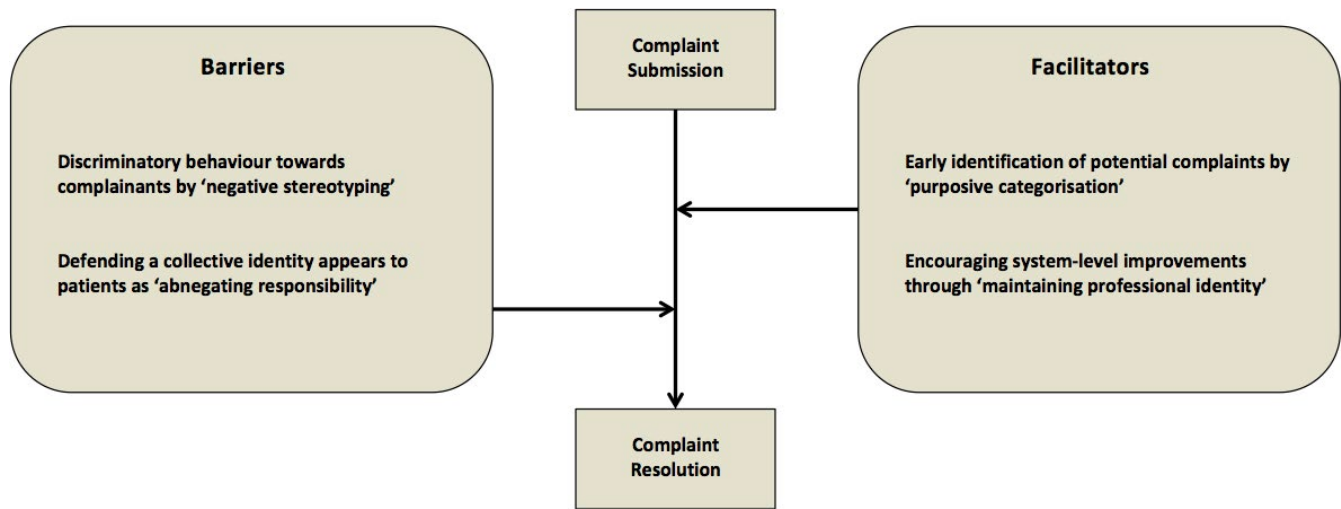 Barriers
Discriminatory behaviour towards
complainants by ‘negative stereotyping’
Defending a collective identity appears to
patients as ‘abnegating responsibility’
Complaint
Submission
Complaint
Resolution
Facilitators
Early identification of potential complaints by
‘purposive categorisation’
Encouraging system-level improvements
through ‘maintaining professional identity’